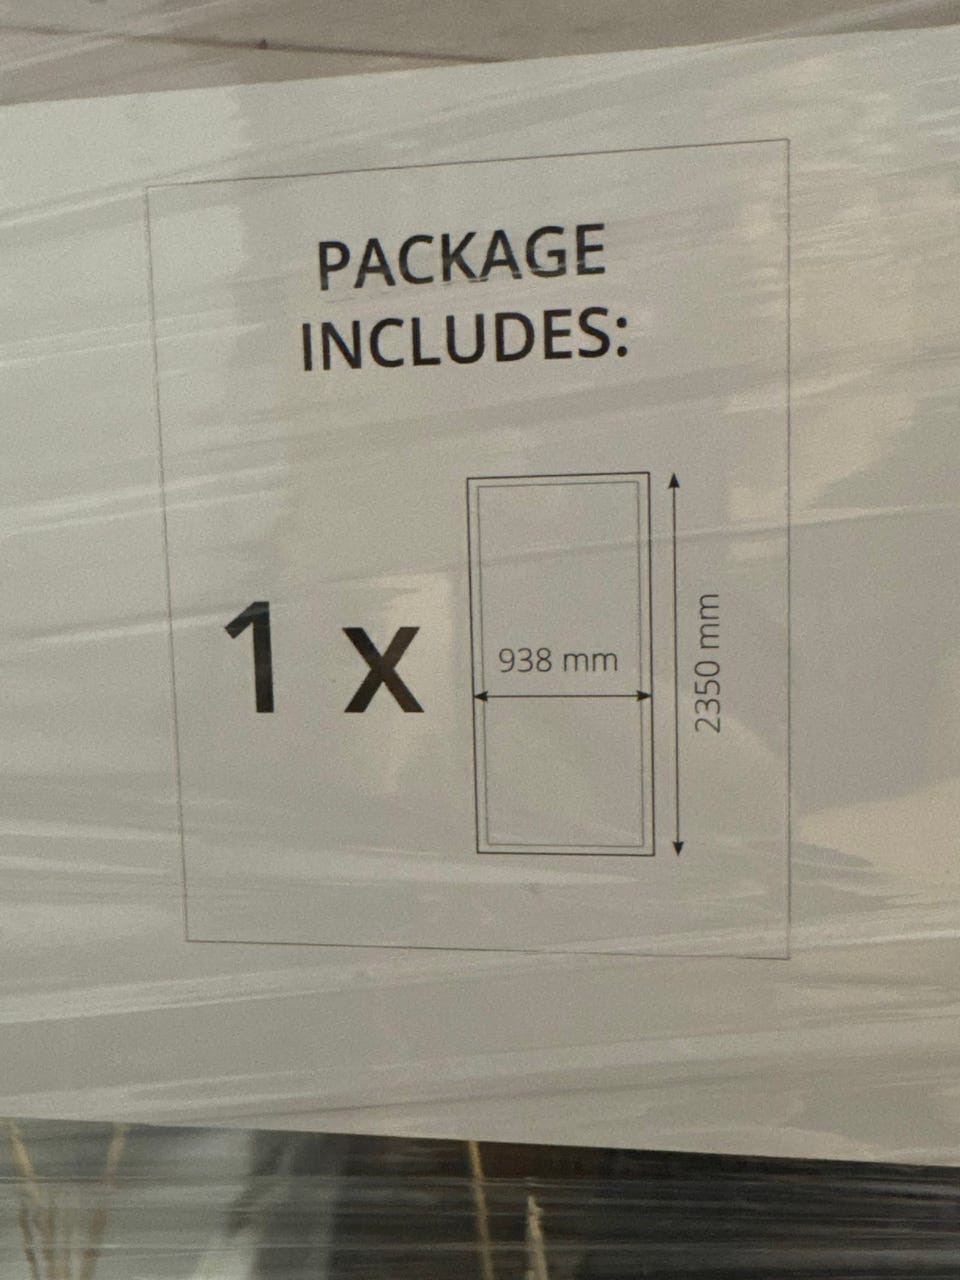 PACKAGE
INCLUDES:
1 x
938 mm
2350 mm